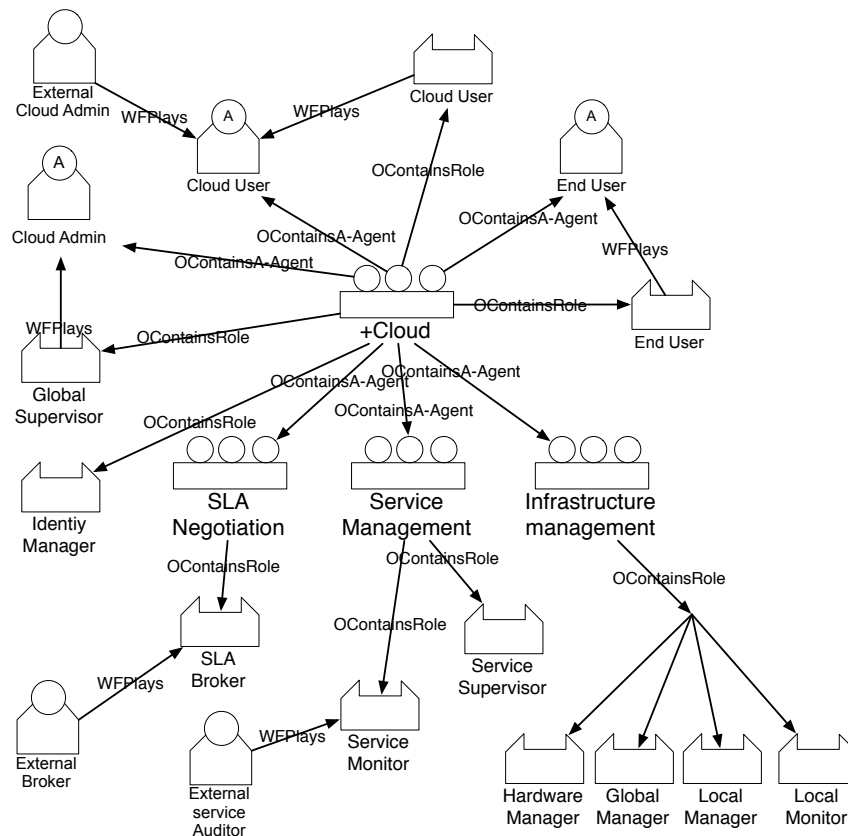 A
External
Cloud Admin
WFPlays
WFPlays
Cloud User
A
Cloud User
A
End User
OContainsRole
A
Cloud Admin
OContainsA-Agent
OContainsA-Agent
OContainsA-Agent
WFPlays
WFPlays
OContainsRole
OContainsRole
+Cloud
End User
Global
Supervisor
OContainsA-Agent
OContainsA-Agent
OContainsRole
OContainsA-Agent
Identiy
Manager
SLA
Negotiation
Service
Management
Infrastructure
management
OContainsRole
OContainsRole
OContainsRole
OContainsRole
SLA
Broker
Service
Supervisor
WFPlays
WFPlays
External
Broker
External
service
Auditor
Service
Monitor
Hardware
Manager
Global
Manager
Local
Manager
Local
Monitor